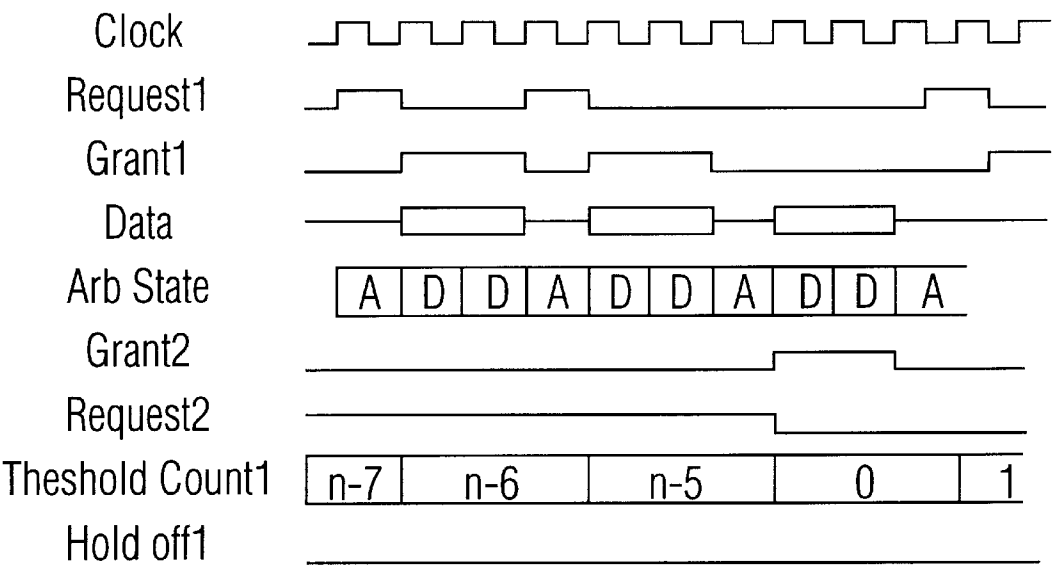 Clock
Request1
Grant1
Data
Arb State A D D A D D A D D A
Grant2
Request2
Theshold Count1 n-7 n-6 n-5 0 1
Hold off1